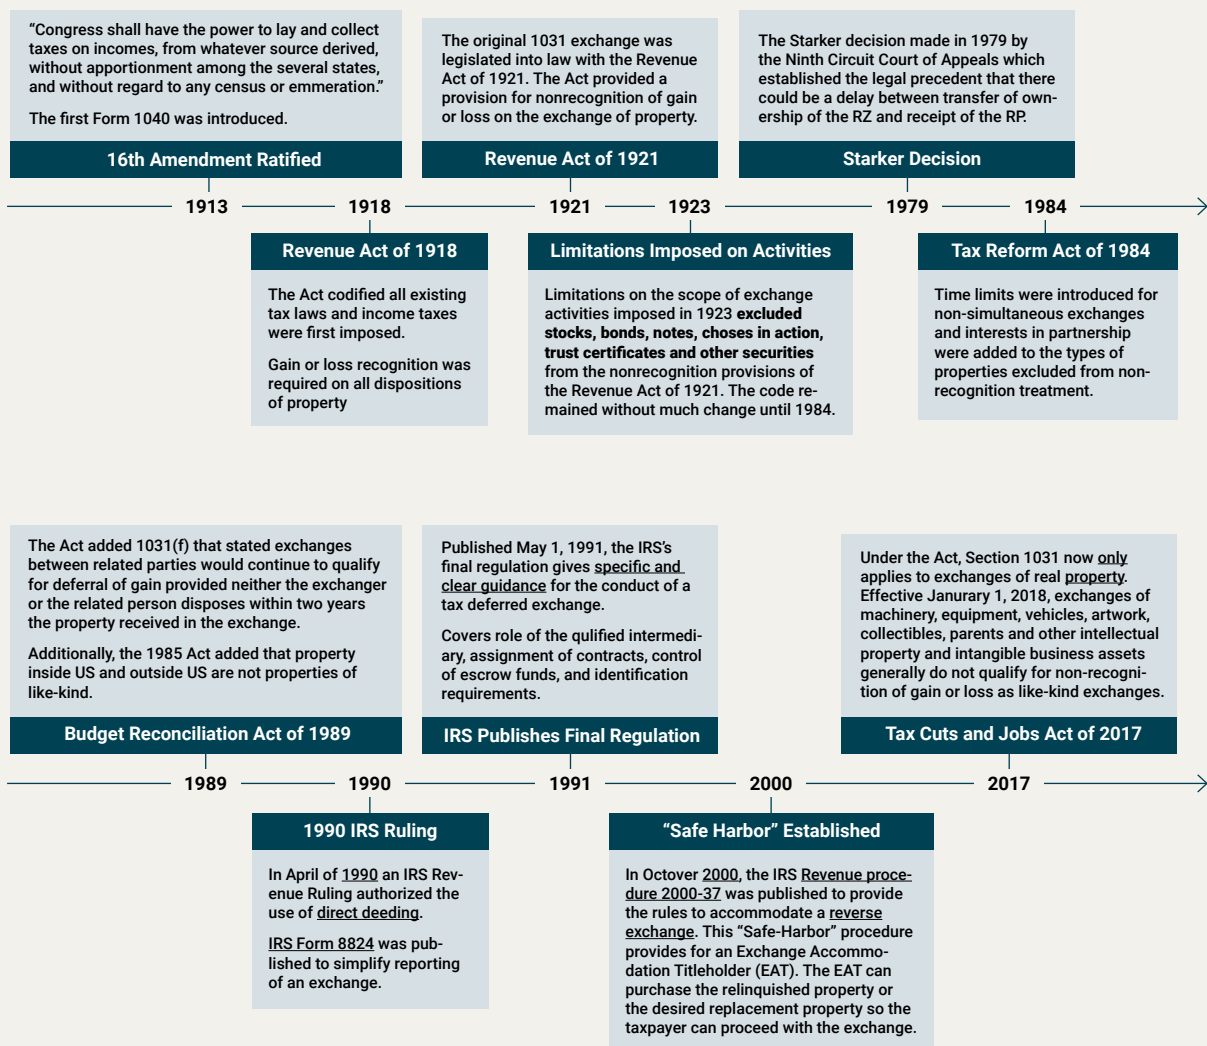 “Congress shall have the power to lay and collect
taxes on incomes, from whatever source derived,
without apportionment among the several states,
and without regard to any census or emmeration.”
The first Form 1040 was introduced.
16th Amendment Ratified
The original 1031 exchange was
legislated into law with the Revenue
Act of 1921. The Act provided a
provision for nonrecognition of gain
or loss on the exchange of property.
Revenue Act of 1921
The Starker decision made in 1979 by
the Ninth Circuit Court of Appeals which
established the legal precedent that there
could be a delay between transfer of own-
ership of the RZ and receipt of the RP.
Starker Decision
1913
1918
1921
1923
1979
1984
Revenue Act of 1918
The Act codified all existing
tax laws and income taxes
were first imposed.
Gain or loss recognition was
required on all dispositions
of property
Limitations Imposed on Activities
Limitations on the scope of exchange
activities imposed in 1923 excluded
stocks, bonds, notes, choses in action,
trust certificates and other securities
from the nonrecognition provisions of
the Revenue Act of 1921. The code re-
mained without much change until 1984.
Tax Reform Act of 1984
Time limits were introduced for
non-simultaneous exchanges
and interests in partnership
were added to the types of
properties excluded from non-
recognition treatment.
The Act added 1031(f) that stated exchanges
between related parties would continue to qualify
for deferral of gain provided neither the exchanger
or the related person disposes within two years
the property received in the exchange.
Additionally, the 1985 Act added that property
inside US and outside US are not properties of
like-kind.
Budget Reconciliation Act of 1989
Published May 1, 1991, the IRS’s
final regulation gives specific and
clear guidance for the conduct of a
tax deferred exchange.
Covers role of the qulified intermedi-
ary, assignment of contracts, control
of escrow funds, and identification
requirements.
IRS Publishes Final Regulation
Under the Act, Section 1031 now only
applies to exchanges of real property.
Effective Janurary 1, 2018, exchanges of
machinery, equipment, vehicles, artwork,
collectibles, parents and other intellectual
property and intangible business assets
generally do not qualify for non-recogni-
tion of gain or loss as like-kind exchanges.
Tax Cuts and Jobs Act of 2017
1989
1990
1991
2000
2017
1990 IRS Ruling
In April of 1990 an IRS Rev-
enue Ruling authorized the
use of direct deeding.
IRS Form 8824 was pub-
lished to simplify reporting
of an exchange.
“Safe Harbor” Established
In Octover 2000, the IRS Revenue proce-
dure 2000-37 was published to provide
the rules to accommodate a reverse
exchange. This “Safe-Harbor” procedure
provides for an Exchange Accommo-
dation Titleholder (EAT). The EAT can
purchase the relinquished property or
the desired replacement property so the
taxpayer can proceed with the exchange.